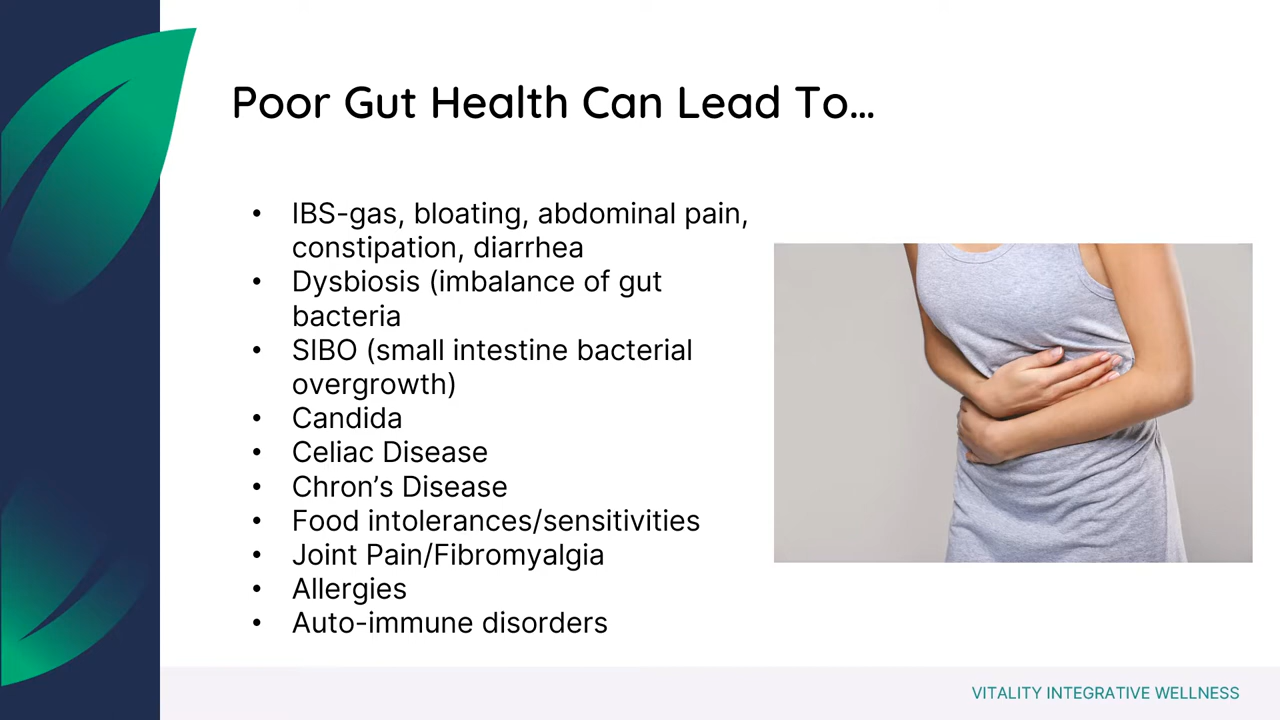 Poor Gut Health Can Lead To...
• IBS-gas, bloating, abdominal pain,
constipation, diarrhea
• Dysbiosis (imbalance of gut
bacteria
• SIBO (small intestine bacterial
overgrowth)
• Candida
• Celiac Disease
• Chron’s Disease
• Food intolerances/sensitivities
• Joint Pain/Fibromyalgia
• Allergies
• Auto-immune disorders
VITALITY INTEGRATIVE WELLNESS